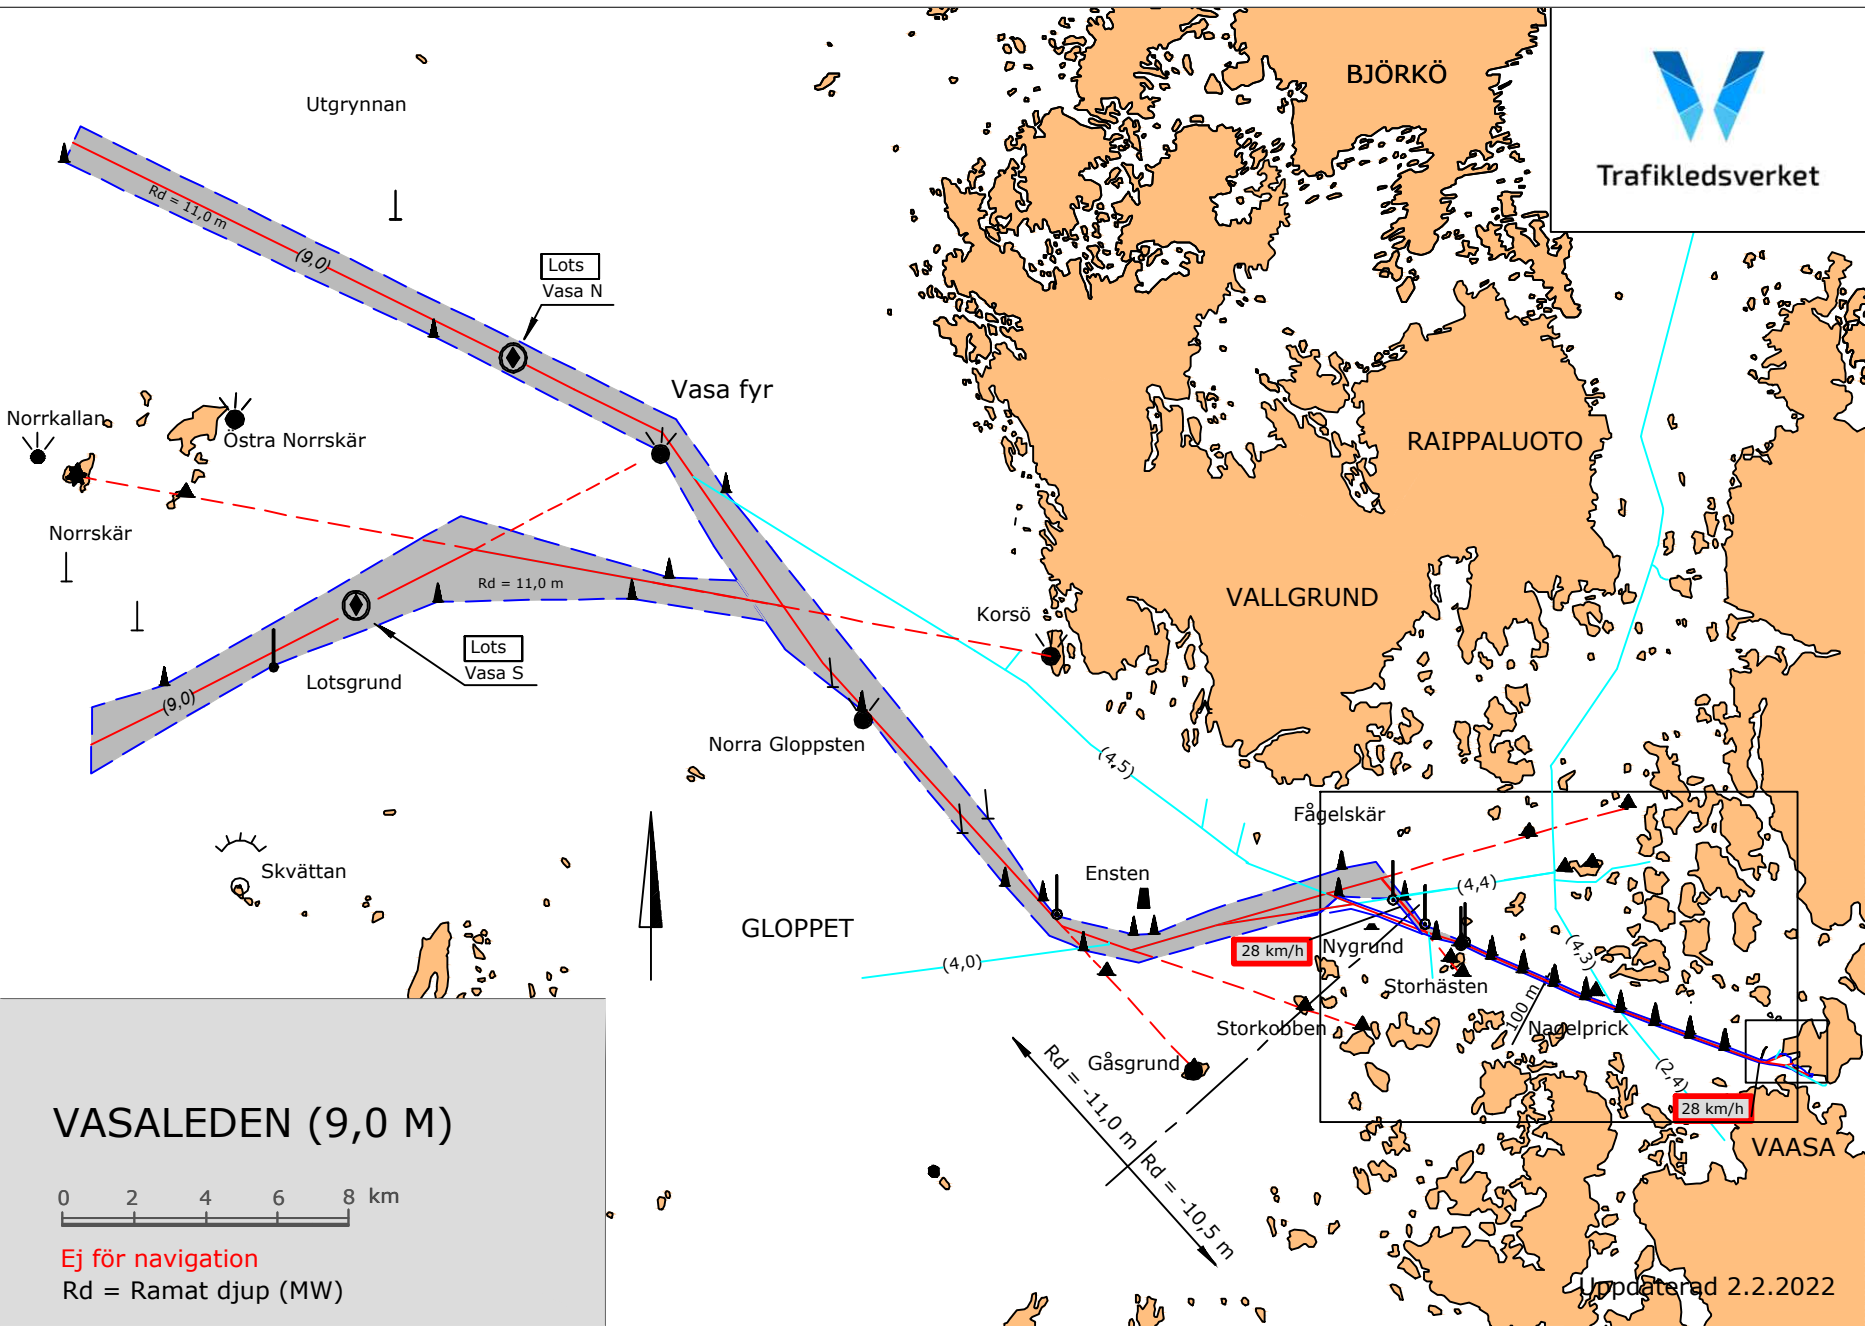 BJÖRKÖ
Trafikledsverket
Utgrynnan
Rd = 11,0 m
(9,0)
Lots
Vasa N
Vasa fyr
Norrkallan
Östra Norrskär
RAIPPALUOTO
Norrskär
Rd = 11,0 m
VALLGRUND
Korsö
Lots
Vasa S
Lotsgrund
(9,0)
Norra Gloppsten
(4,5)
Fågelskär
Skvättan
Ensten
(4,4)
GLOPPET
(4,0)
28 km/h
Nygrund
(4,3)
Storhästen
100 m
Storkobben
Nagelprick
Gåsgrund
Rd = -11,0 m
Rd = -10,5 m
(2,4)
28 km/h
VAASA
VASALEDEN (9,0 M)
0 2 4 6 8 km
Ej för navigation
Rd = Ramat djup (MW)
Uppdaterad 2.2.2022